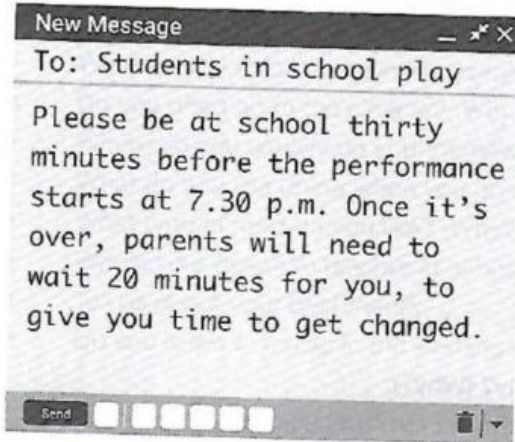 New Message
To: Students in school play
Please be at school thirty
minutes before the performance
starts at 7.30 p.m. Once it's
over, parents will need to
wait 20 minutes for you, to
give you time to get changed.
Send